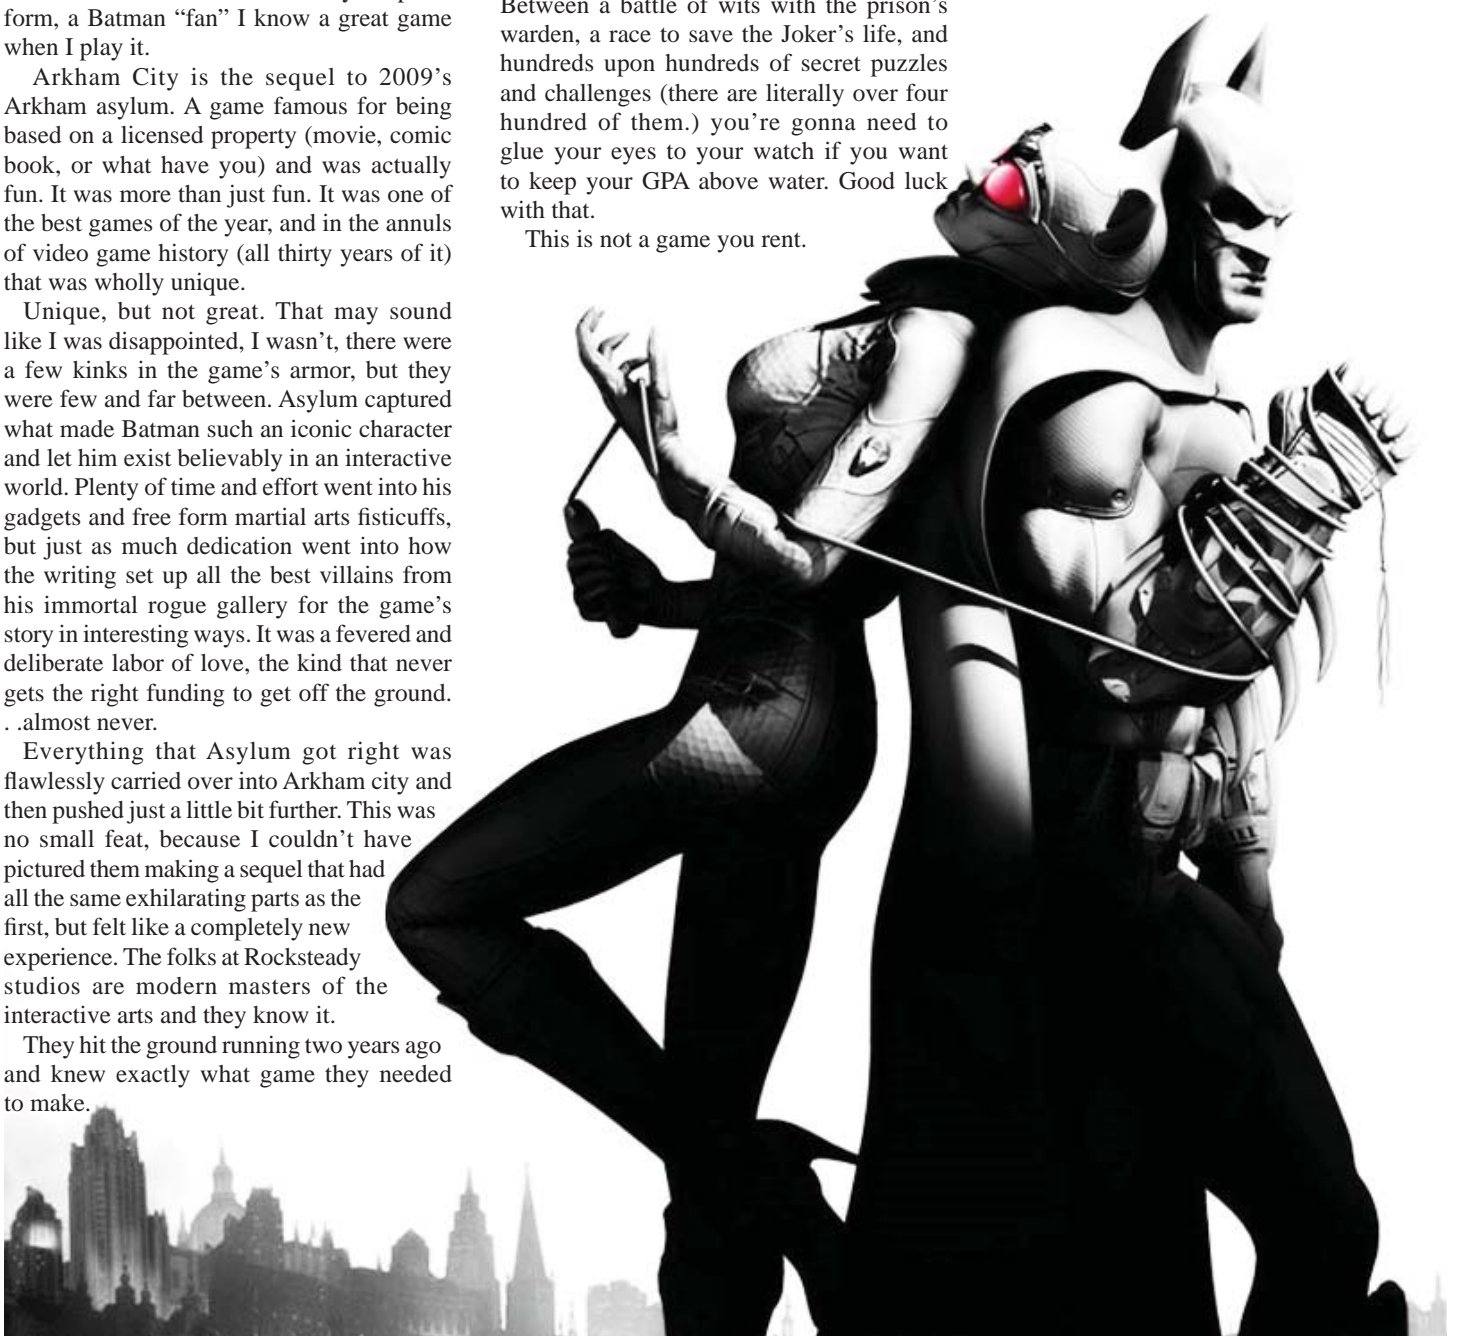 form, a Batman “fan” I know a great game
when I play it.
Arkham City is the sequel to 2009’s
Arkham asylum. A game famous for being
based on a licensed property (movie, comic
book, or what have you) and was actually
fun. It was more than just fun. It was one of
the best games of the year, and in the annuls
of video game history (all thirty years of it)
that was wholly unique.
Unique, but not great. That may sound
like I was disappointed, I wasn’t, there were
a few kinks in the game’s armor, but they
were few and far between. Asylum captured
what made Batman such an iconic character
and let him exist believably in an interactive
world. Plenty of time and effort went into his
gadgets and free form martial arts fisticuffs,
but just as much dedication went into how
the writing set up all the best villains from
his immortal rogue gallery for the game’s
story in interesting ways. It was a fevered and
deliberate labor of love, the kind that never
gets the right funding to get off the ground.
. .almost never.
Everything that Asylum got right was
flawlessly carried over into Arkham city and
then pushed just a little bit further. This was
no small feat, because I couldn’t have
pictured them making a sequel that had
all the same exhilarating parts as the
first, but felt like a completely new
experience. The folks at Rocksteady
studios are modern masters of the
interactive arts and they know it.
They hit the ground running two years ago
and knew exactly what game they needed
to make.
Between a battle of wits with the prison’s
warden, a race to save the Joker’s life, and
hundreds upon hundreds of secret puzzles
and challenges (there are literally over four
hundred of them.) you’re gonna need to
glue your eyes to your watch if you want
to keep your GPA above water. Good luck
with that.
This is not a game you rent.